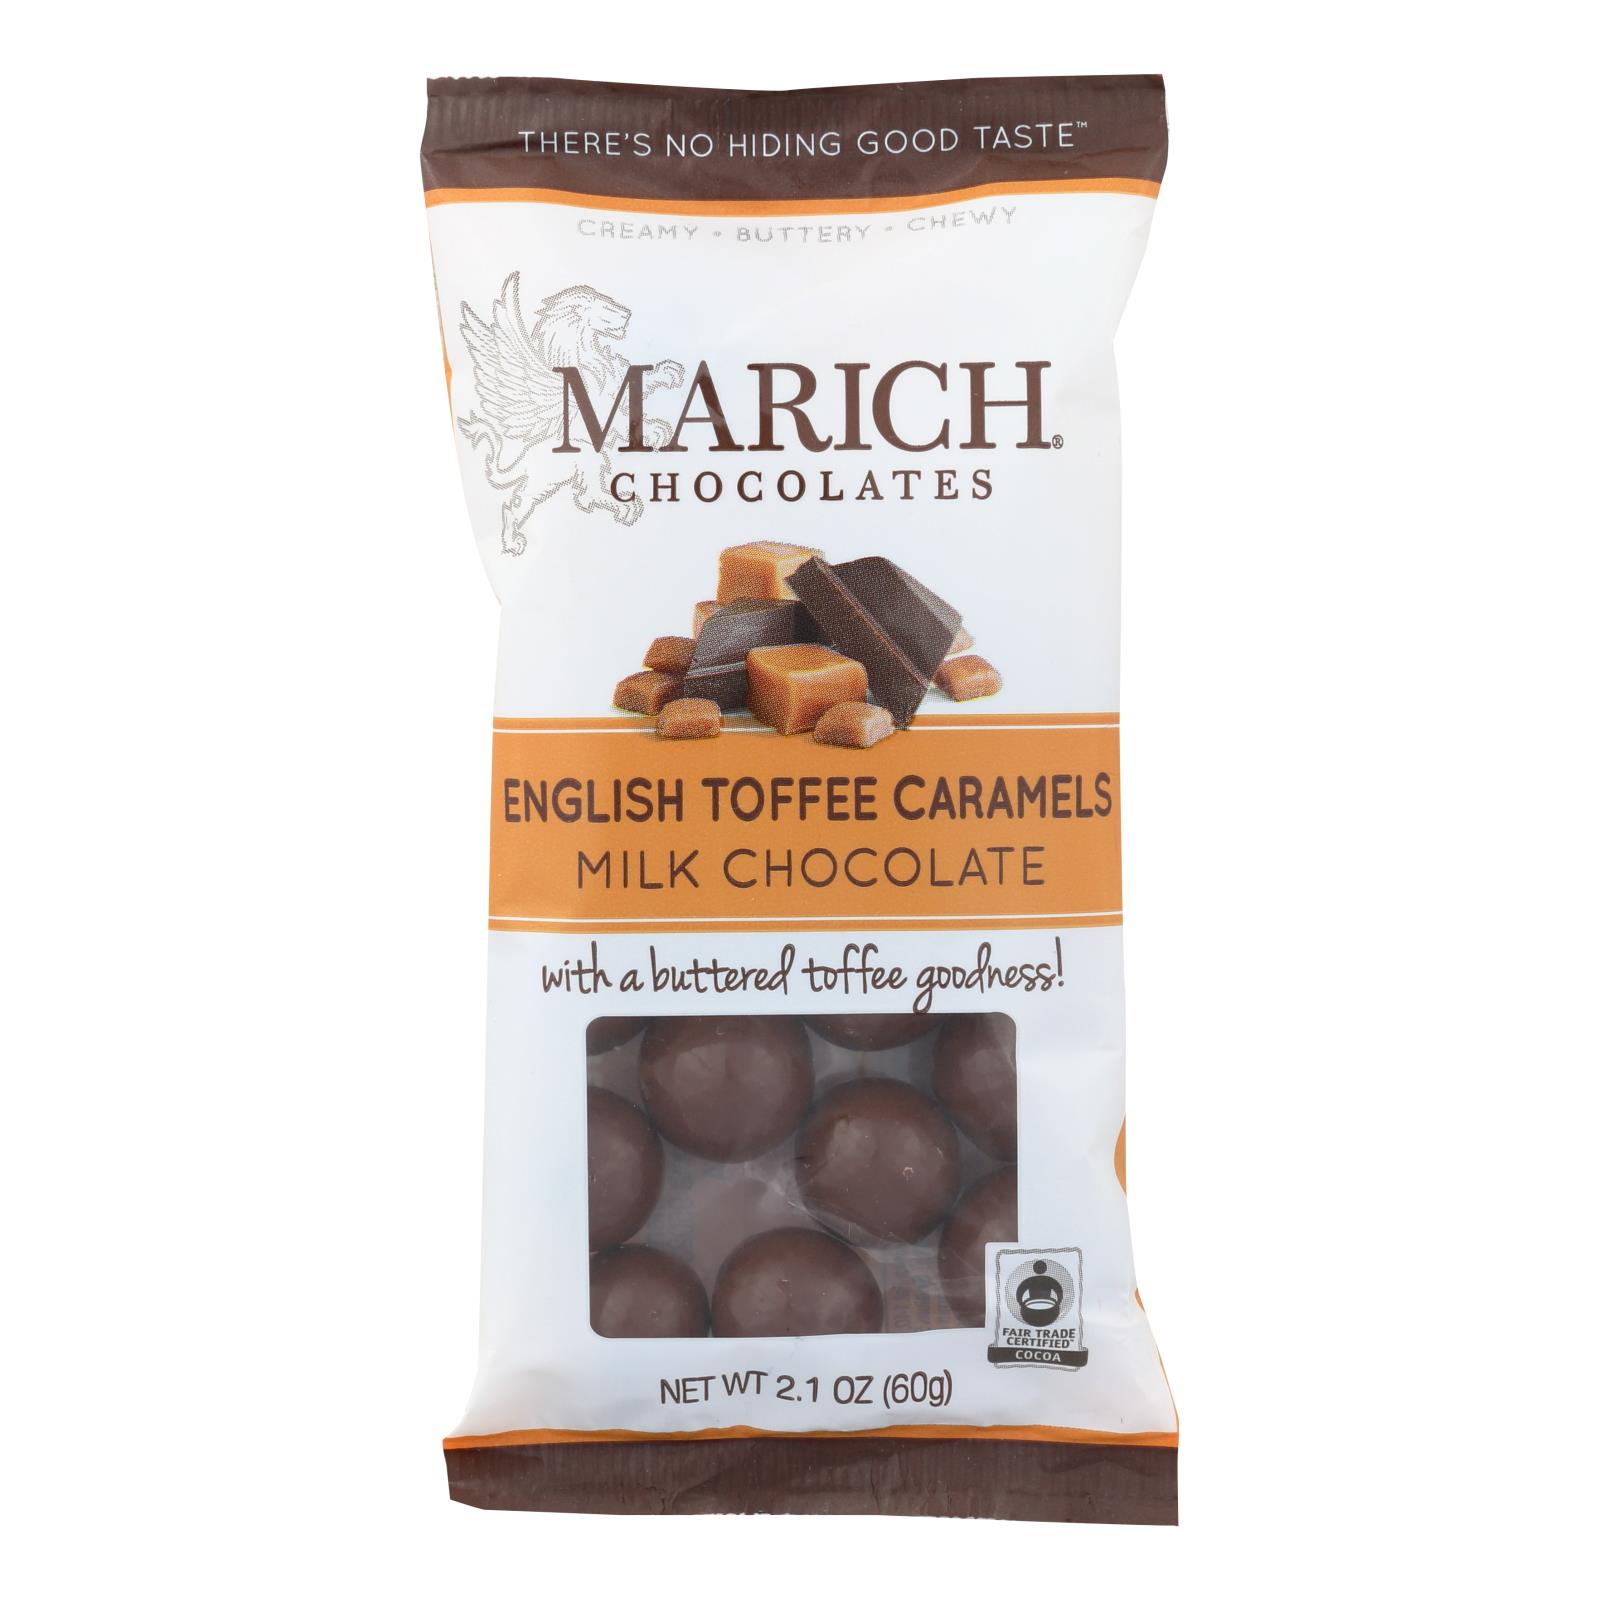 THERE'S NO HIDING GOOD TASTE™
CREAMY • BUTTERY • CHEWY
MARICH®
CHOCOLATES
ENGLISH TOFFEE CARAMELS
MILK CHOCOLATE
with a buttered toffee goodness!
FAIR TRADE
CERTIFIED™
COCOA
NET WT 2.1 OZ (60g)